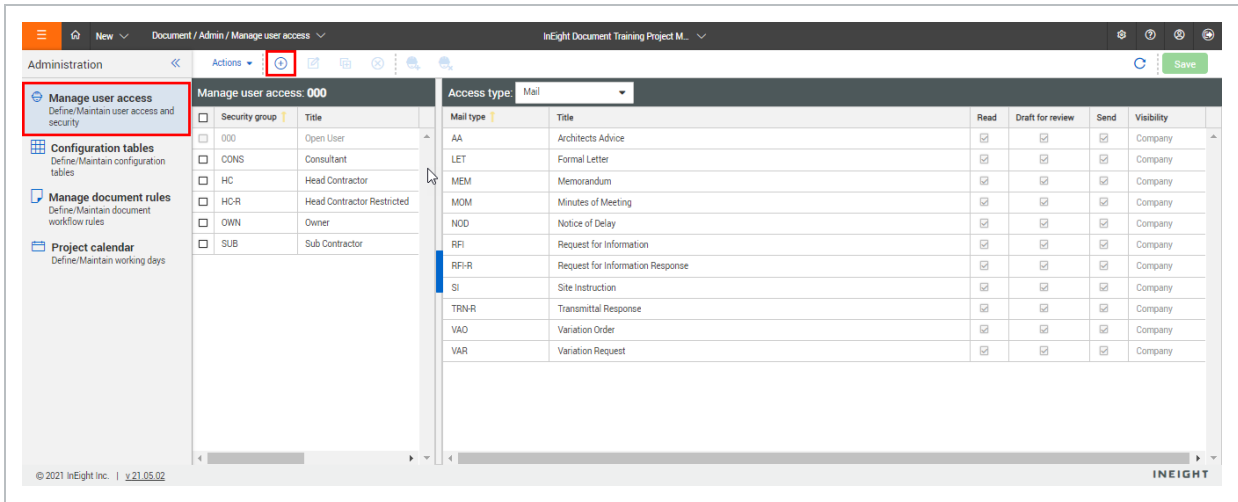 New
Document / Admin / Manage user access
InEight Document Training Project M...
Administration
Actions
Save
Manage user access
Define/Maintain user access and
security
Configuration tables
Define/Maintain configuration
tables
Manage document rules
Define/Maintain document
workflow rules
Project calendar
Define/Maintain working days
Manage user access: 000
Security group Title
000 Open User
CONS Consultant
HC Head Contractor
HC-R Head Contractor Restricted
OWN Owner
SUB Sub Contractor
Access type: Mail
Mail type Title Read Draft for review Send Visibility
AA Architects Advice Company
LET Formal Letter Company
MEM Memorandum Company
MOM Minutes of Meeting Company
NOD Notice of Delay Company
RFI Request for Information Company
RFI-R Request for Information Response Company
SI Site Instruction Company
TRN-R Transmittal Response Company
VAO Variation Order Company
VAR Variation Request Company
© 2021 InEight Inc. | v 21.05.02
INEIGHT